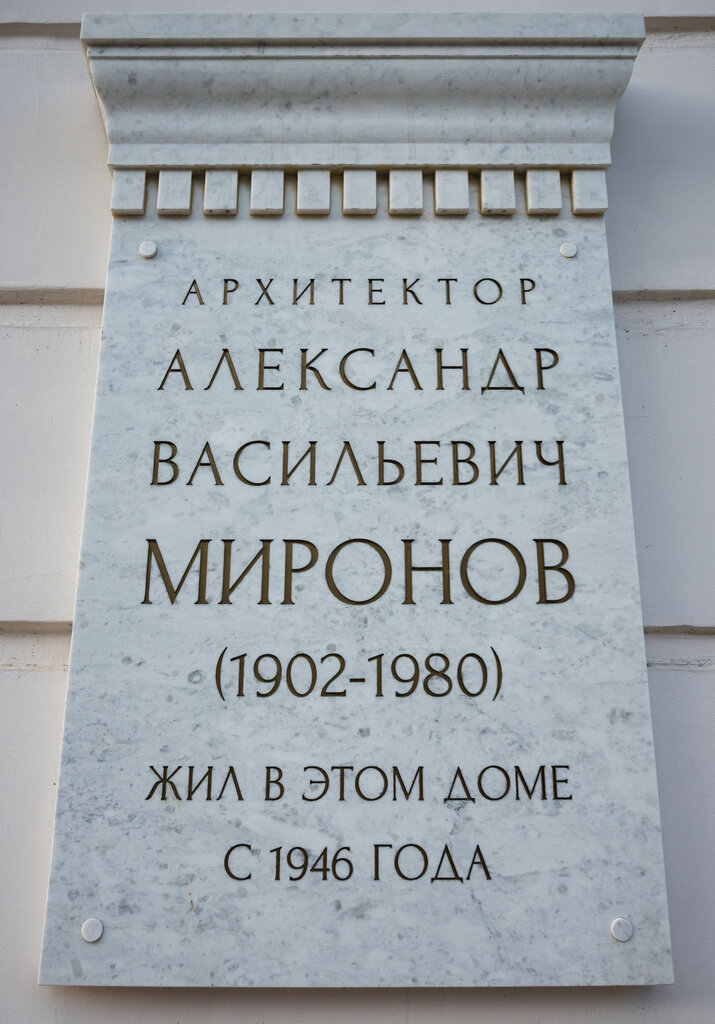 АРХИТЕКТОР
АЛЕКСАНДР
ВАСИЛЬЕВИЧ
МИРОНОВ
(1902-1980)
ЖИЛ В ЭТОМ ДОМЕ
С 1946 ГОДА